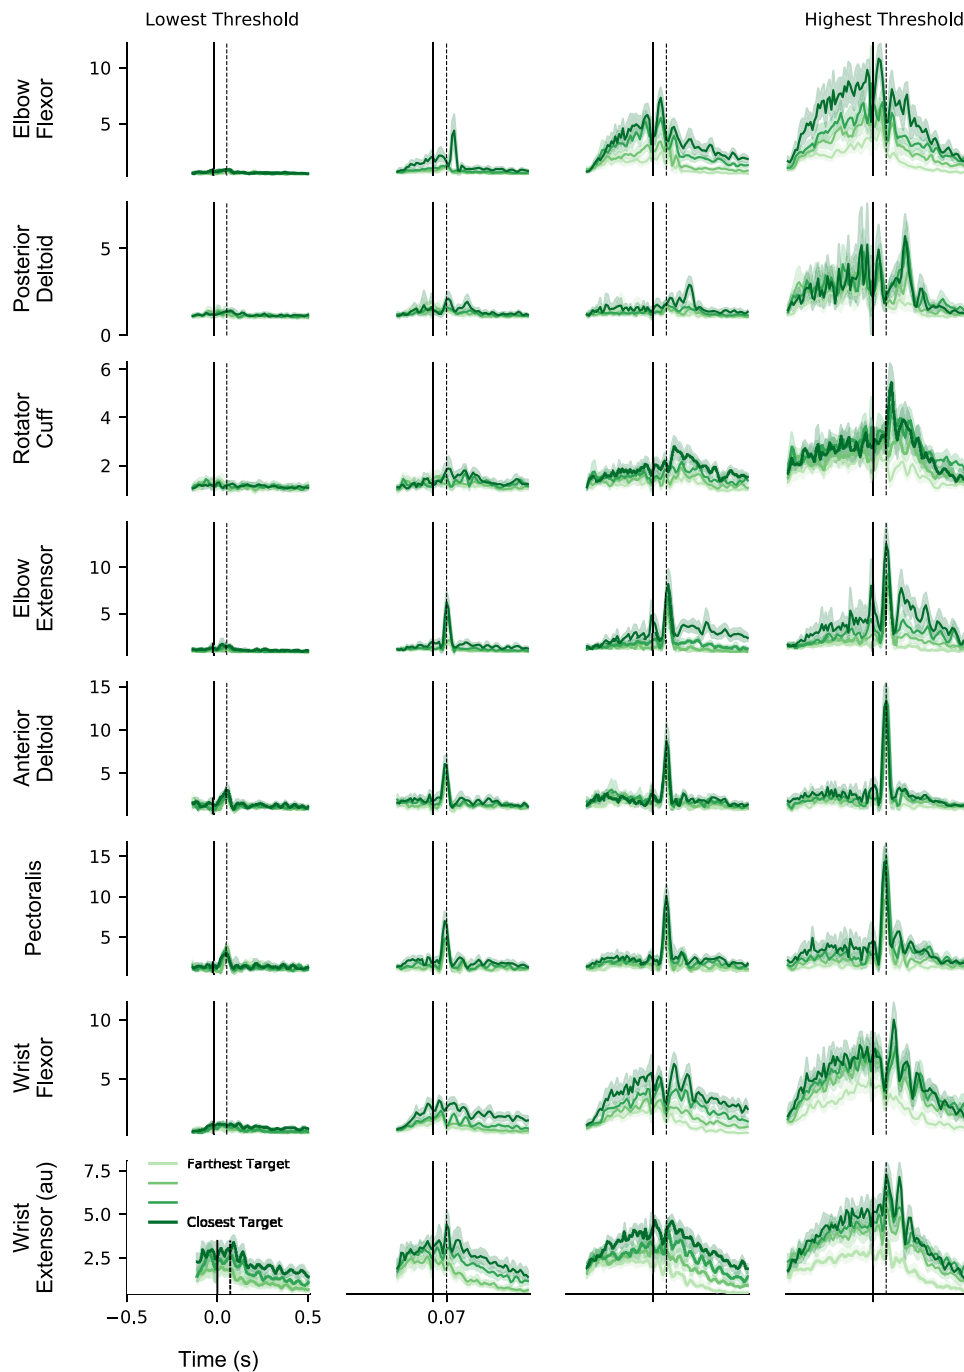 Lowest Threshold Highest Threshold
Elbow
Flexor
10
5
Posterior
Deltoid
5
0
Rotator
Cuff
6
4
2
Elbow
Extensor
10
5
Anterior
Deltoid
15
10
5
Pectoralis
15
10
5
Wrist
Flexor
10
5
Wrist
Extensor (au)
7.5
5.0
2.5
Farthest Target
Closest Target
−0.5 0.0 0.5 0.07
Time (s)